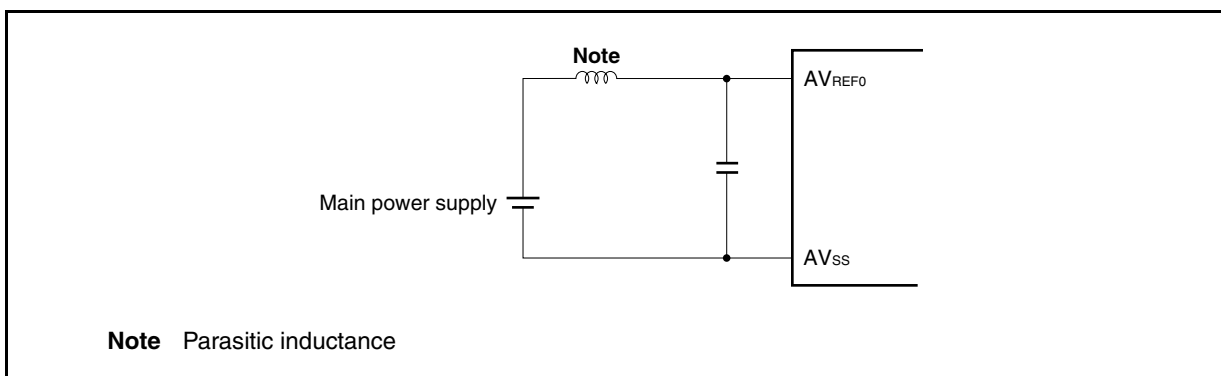 Note
AVREF0
Main power supply
AVSS
Note Parasitic inductance